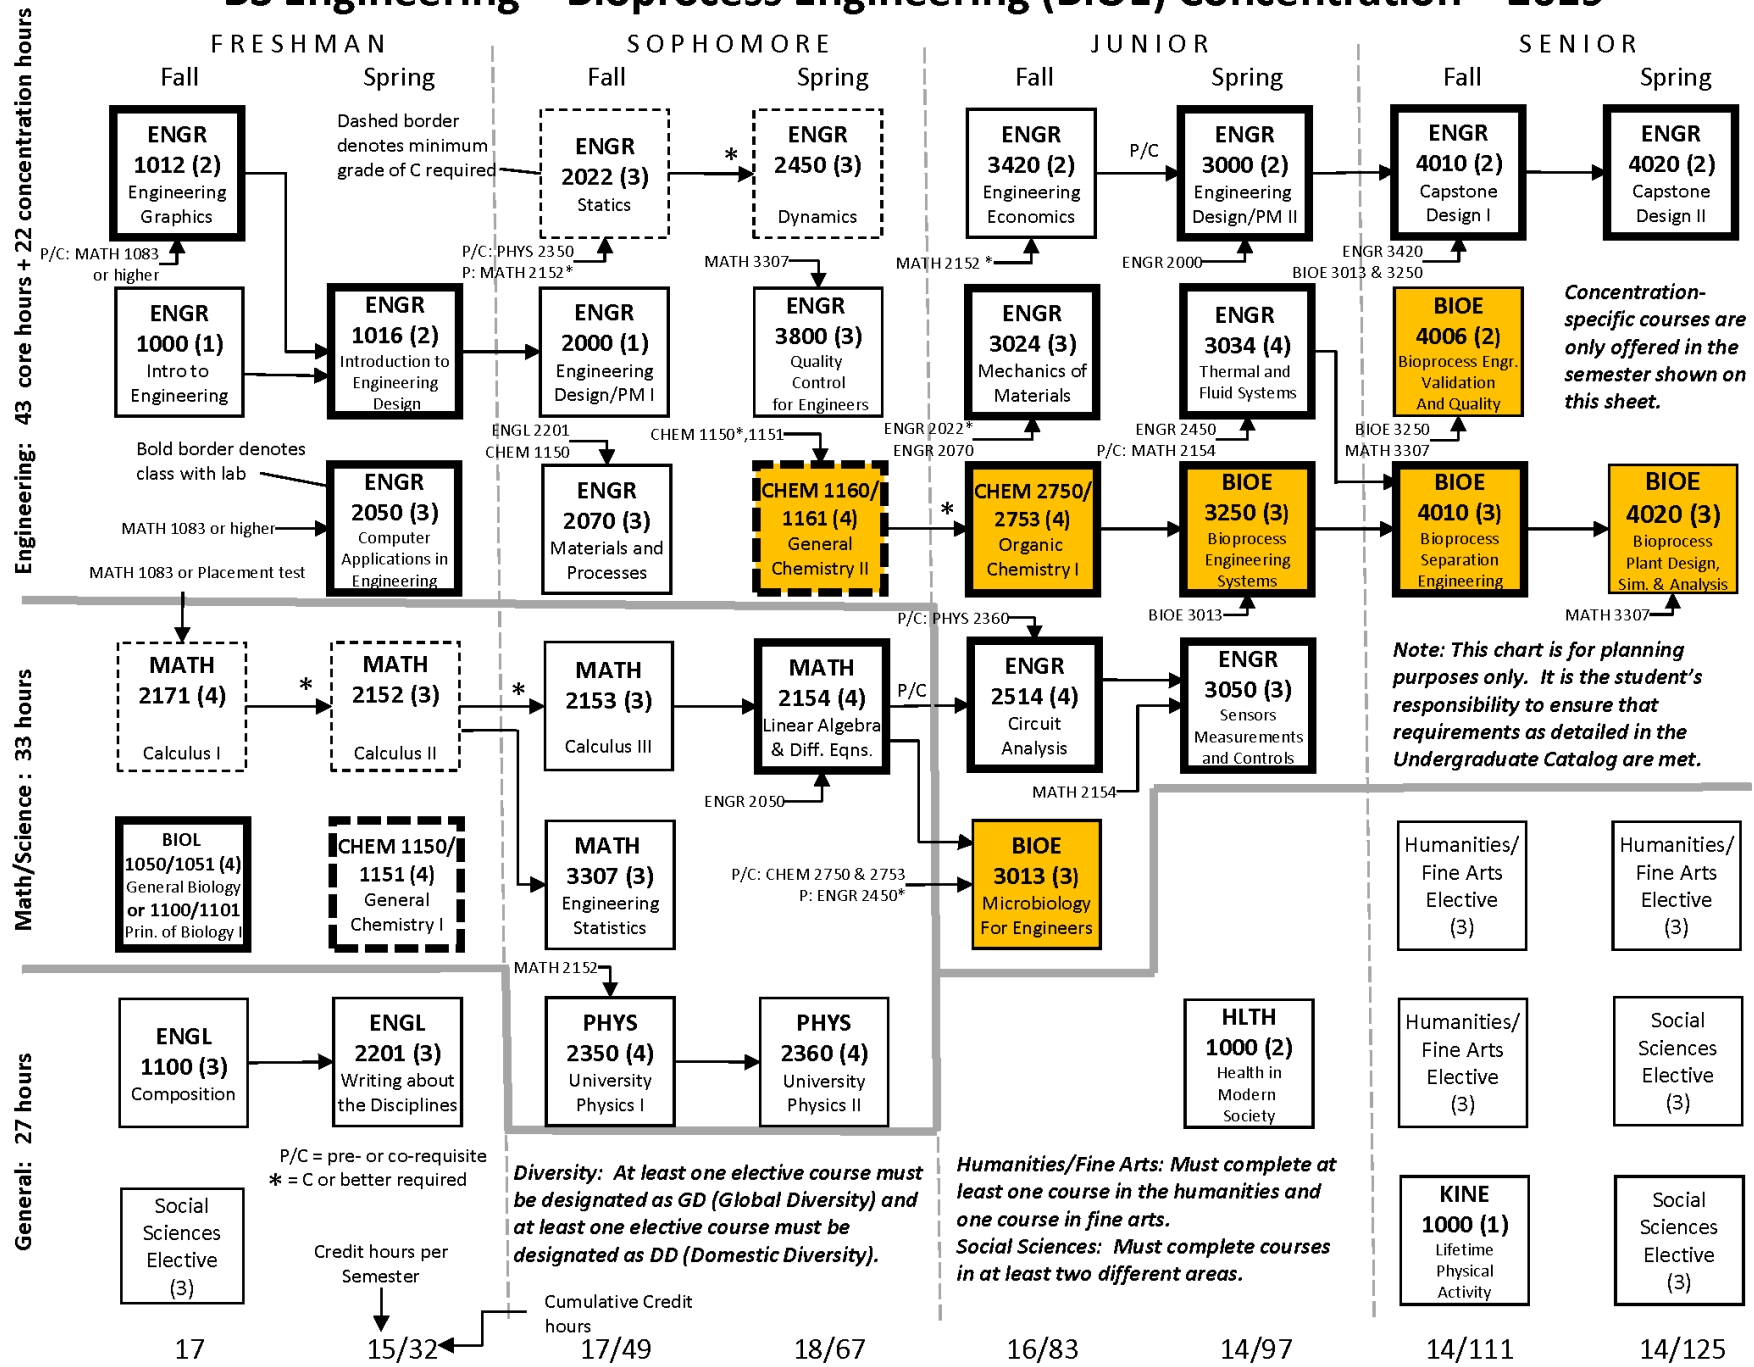 BS Engineering – Bioprocess Engineering (BIOE) Concentration – 2025
FRESHMAN
SOPHOMORE
JUNIOR
SENIOR
Fall
Spring
Fall
Spring
Fall
Spring
Fall
Spring
Engineering: 43 core hours + 22 concentration hours
ENGR
1012 (2)
Engineering
Graphics
Dashed border
denotes minimum
grade of C required
ENGR
2022 (3)
Statics
*
ENGR
2450 (3)
Dynamics
ENGR
3420 (2)
Engineering
Economics
P/C
ENGR
3000 (2)
Engineering
Design/PM II
ENGR
4010 (2)
Capstone
Design I
ENGR
4020 (2)
Capstone
Design II
P/C: MATH 1083
or higher
P/C: PHYS 2350
P: MATH 2152*
MATH 3307
MATH 2152 *
ENGR 2000
ENGR 3420
BIOE 3013 & 3250
ENGR
1000 (1)
Intro to
Engineering
ENGR
1016 (2)
Introduction to
Engineering
Design
ENGR
2000 (1)
Engineering
Design/PM I
ENGR
3800 (3)
Quality
Control
for Engineers
ENGR
3024 (3)
Mechanics of
Materials
ENGR
3034 (4)
Thermal and
Fluid Systems
BIOE
4006 (2)
Bioprocess Engr.
Validation
And Quality
Concentration-
specific courses are
only offered in the
semester shown on
this sheet.
Bold border denotes
class with lab
ENGL 2201
CHEM 1150
CHEM 1150*,1151
ENGR 2022*
ENGR 2070
ENGR 2450
P/C: MATH 2154
BIOE 3250
MATH 3307
MATH 1083 or higher
ENGR
2050 (3)
Computer
Applications in
Engineering
ENGR
2070 (3)
Materials and
Processes
CHEM 1160/
1161 (4)
General
Chemistry II
*
CHEM 2750/
2753 (4)
Organic
Chemistry I
BIOE
3250 (3)
Bioprocess
Engineering
Systems
BIOE
4010 (3)
Bioprocess
Separation
Engineering
BIOE
4020 (3)
Bioprocess
Plant Design,
Sim. & Analysis
MATH 1083 or Placement test
P/C: PHYS 2360
BIOE 3013
MATH 3307
Math/Science : 33 hours
MATH
2171 (4)
Calculus I
*
MATH
2152 (3)
Calculus II
*
MATH
2153 (3)
Calculus III
MATH
2154 (4)
Linear Algebra
& Diff. Eqns.
P/C
ENGR
2514 (4)
Circuit
Analysis
ENGR
3050 (3)
Sensors
Measurements
and Controls
Note: This chart is for planning
purposes only. It is the student’s
responsibility to ensure that
requirements as detailed in the
Undergraduate Catalog are met.
ENGR 2050
MATH 2154
BIOL
1050/1051 (4)
General Biology
or 1100/1101
Prin. of Biology I
CHEM 1150/
1151 (4)
General
Chemistry I
MATH
3307 (3)
Engineering
Statistics
P/C: CHEM 2750 & 2753
P: ENGR 2450*
BIOE
3013 (3)
Microbiology
For Engineers
Humanities/
Fine Arts
Elective
(3)
Humanities/
Fine Arts
Elective
(3)
MATH 2152
General: 27 hours
ENGL
1100 (3)
Composition
ENGL
2201 (3)
Writing about
the Disciplines
PHYS
2350 (4)
University
Physics I
PHYS
2360 (4)
University
Physics II
HLTH
1000 (2)
Health in
Modern
Society
Humanities/
Fine Arts
Elective
(3)
Social
Sciences
Elective
(3)
P/C = pre- or co-requisite
* = C or better required
Diversity: At least one elective course must
be designated as GD (Global Diversity) and
at least one elective course must be
designated as DD (Domestic Diversity).
Humanities/Fine Arts: Must complete at
least one course in the humanities and
one course in fine arts.
Social Sciences: Must complete courses
in at least two different areas.
Social
Sciences
Elective
(3)
KINE
1000 (1)
Lifetime
Physical
Activity
Social
Sciences
Elective
(3)
Credit hours per
Semester
Cumulative Credit
hours
17
15/32
17/49
18/67
16/83
14/97
14/111
14/125